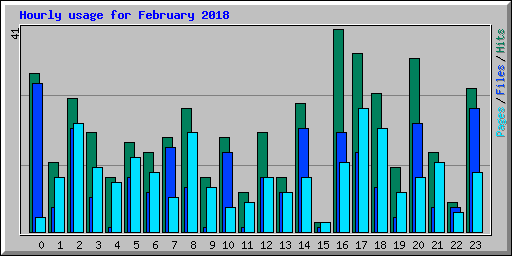 Hourly usage for February 2018
41
Pages / Files / Hits
0 1 2 3 4 5 6 7 8 9 10 11 12 13 14 15 16 17 18 19 20 21 22 23